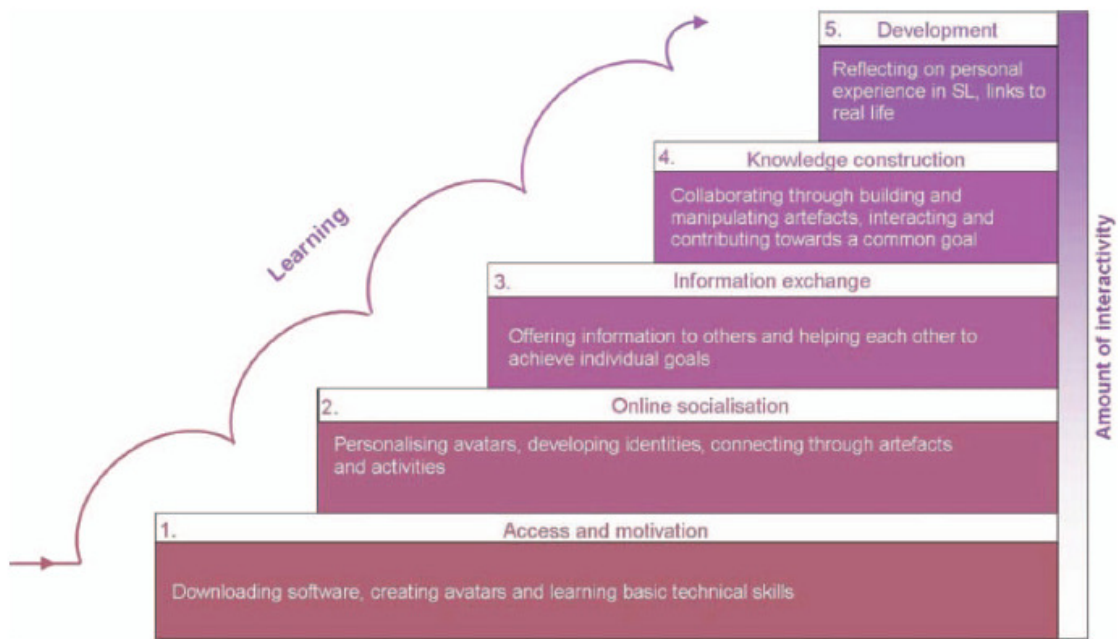 5. Development
Reflecting on personal
experience in SL, links to
real life
4. Knowledge construction
Collaborating through building and
manipulating artefacts, interacting and
contributing towards a common goal
Learning
3. Information exchange
Offering information to others and helping each other to
achieve individual goals
2. Online socialisation
Personalising avatars, developing identities, connecting through artefacts
and activities
1. Access and motivation
Downloading software, creating avatars and learning basic technical skills
Amount of interactivity